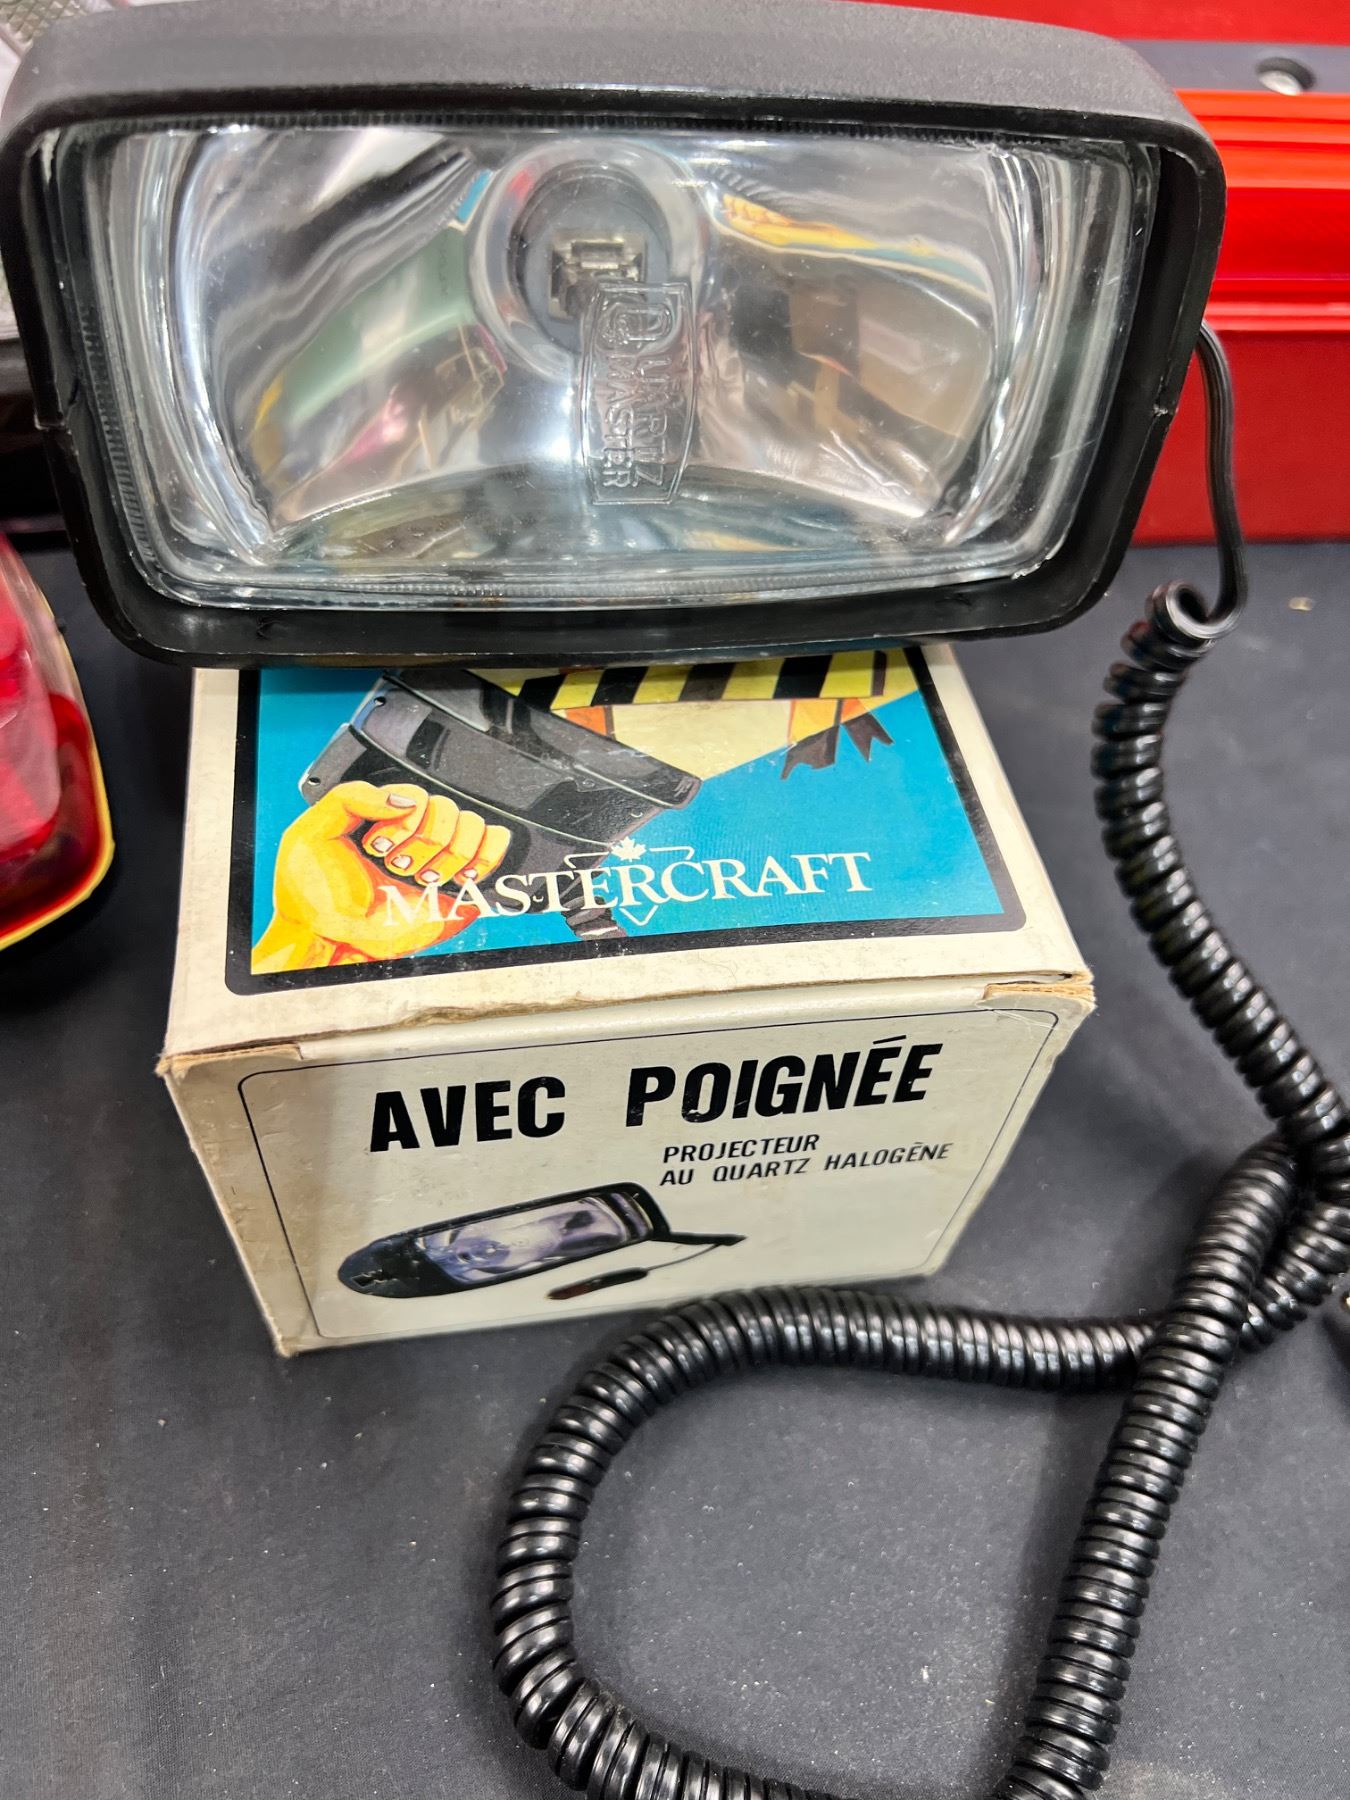 QUARTZ
MASTER
MASTERCRAFT
AVEC POIGNÉE
PROJECTEUR
AU QUARTZ HALOGÈNE